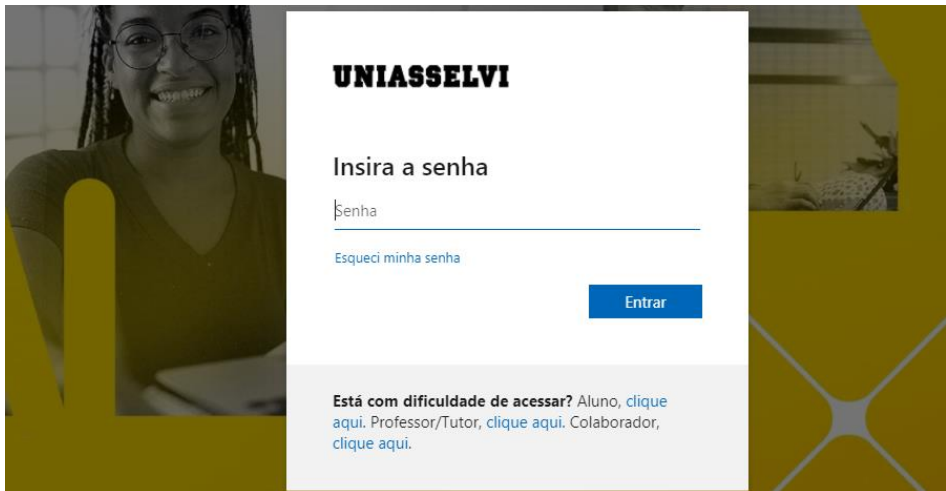 UNIASSELVI
Insira a senha
Senha
Esqueci minha senha
Entrar
Está com dificuldade de acessar? Aluno, clique
aqui. Professor/Tutor, clique aqui. Colaborador,
clique aqui.